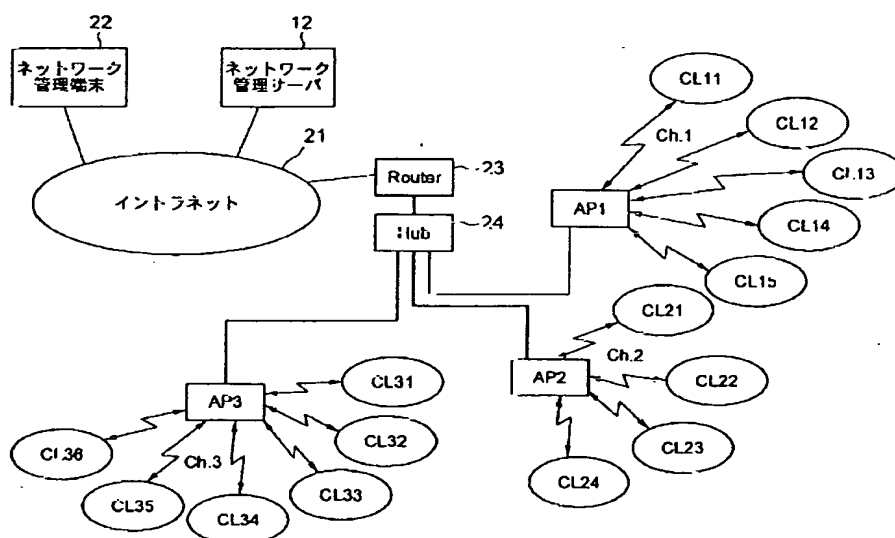 22
12
ネットワーク
管理端末
ネットワーク
管理サーバ
21
イントラネット
Router
23
Hub
24
CL11
Ch.1
CL12
CL13
AP1
CL14
CL15
CL21
Ch.2
AP2
CL22
CL23
CL24
AP3
CL31
CL32
CL33
CL34
CL35
CL36
Ch.3